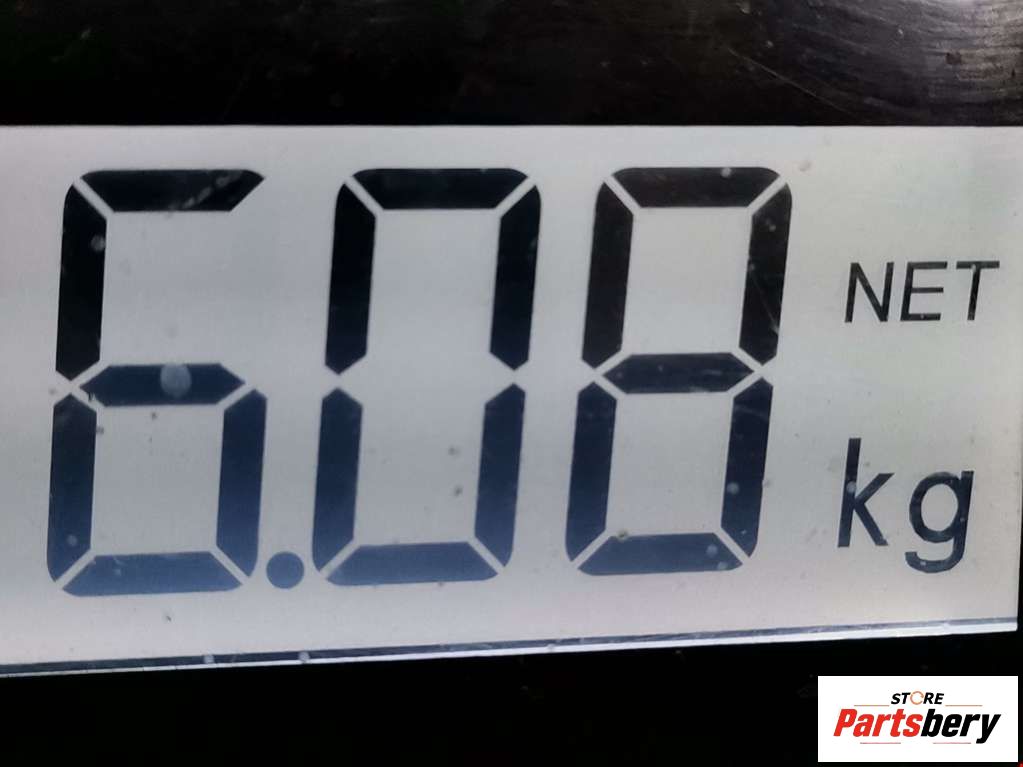 6.08
NET
kg
STORE
Partsbery